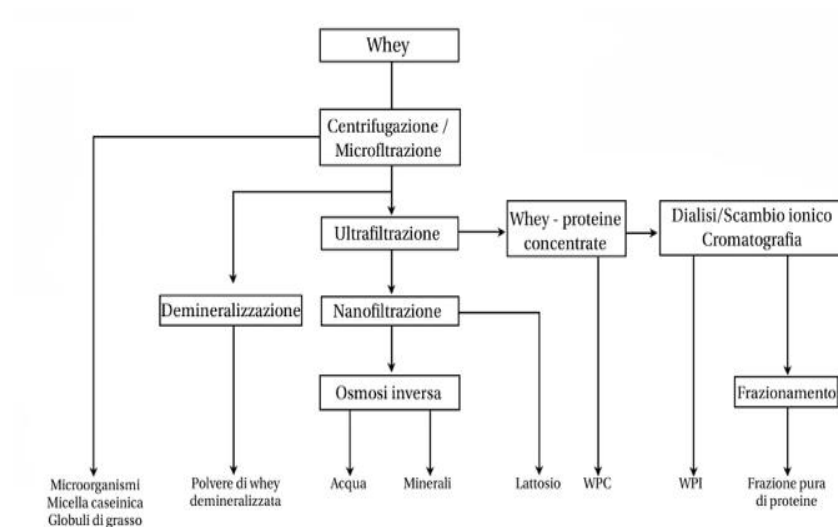 Whey
Centrifugazione /
Microfltrazione
Ultrafiltrazione
Whey - proteine
concentrate
Dialisi/Scambio ionico
Cromatografia
Demineralizzazione
Nanofiltrazione
Osmosi inversa
Frazionamento
Microorganismi
Micella caseinica
Globuli di grasso
Polvere di whey
demineralizzata
Acqua
Minerali
Lattosio
WPC
WPI
Frazione pura
di proteine